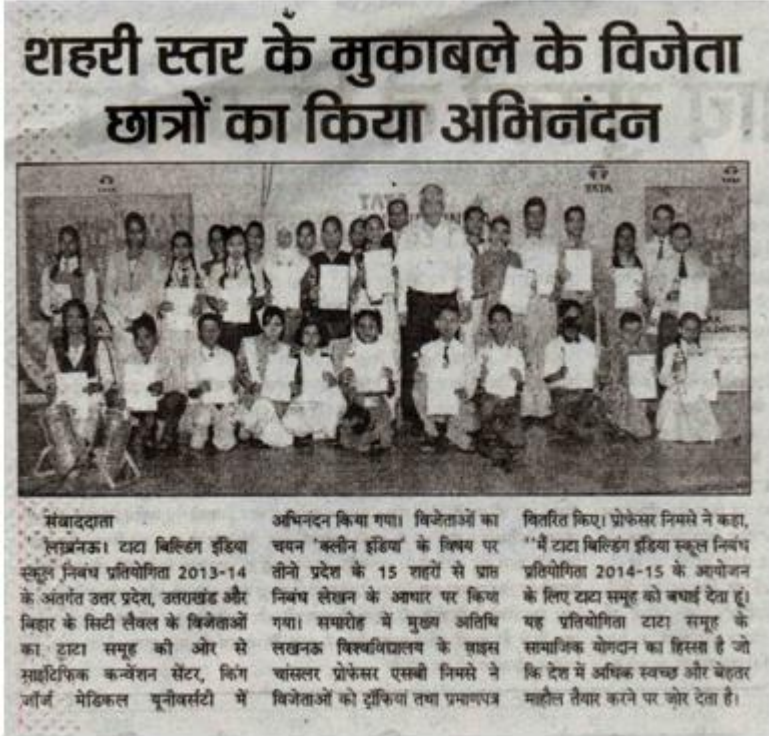 शहरी स्तर के मुकाबले के विजेता
छात्रों का किया अभिनंदन
TATA
TATA
संवाददाता
लखनऊ। टाटा बिल्डिंग इंडिया
स्कूल निबंध प्रतियोगिता 2013-14
के अंतर्गत उत्तर प्रदेश, उत्तराखंड और
बिहार के सिटी लैवल के विजेताओं
का टाटा समूह की ओर से
साइंटिफिक कन्वेंशन सेंटर, किंग
जॉर्ज मेडिकल यूनीवर्सटी में
अभिनंदन किया गया। विजेताओं का
चयन 'क्लीन इंडिया' के विषय पर
तीनो प्रदेश के 15 शहरों से प्राप्त
निबंध लेखन के आधार पर किया
गया। समारोह में मुख्य अतिथि
लखनऊ विश्वविद्यालय के वाइस
चांसलर प्रोफेसर एसबी निमसे ने
विजेताओं को ट्रॉफियां तथा प्रमाणपत्र
वितरित किए। प्रोफेसर निमसे ने कहा,
''मैं टाटा बिल्डिंग इंडिया स्कूल निबंध
प्रतियोगिता 2014-15 के आयोजन
के लिए टाटा समूह को बधाई देता हूं।
यह प्रतियोगिता टाटा समूह के
सामाजिक योगदान का हिस्सा है जो
कि देश में अधिक स्वच्छ और बेहतर
माहौल तैयार करने पर जोर देता है।